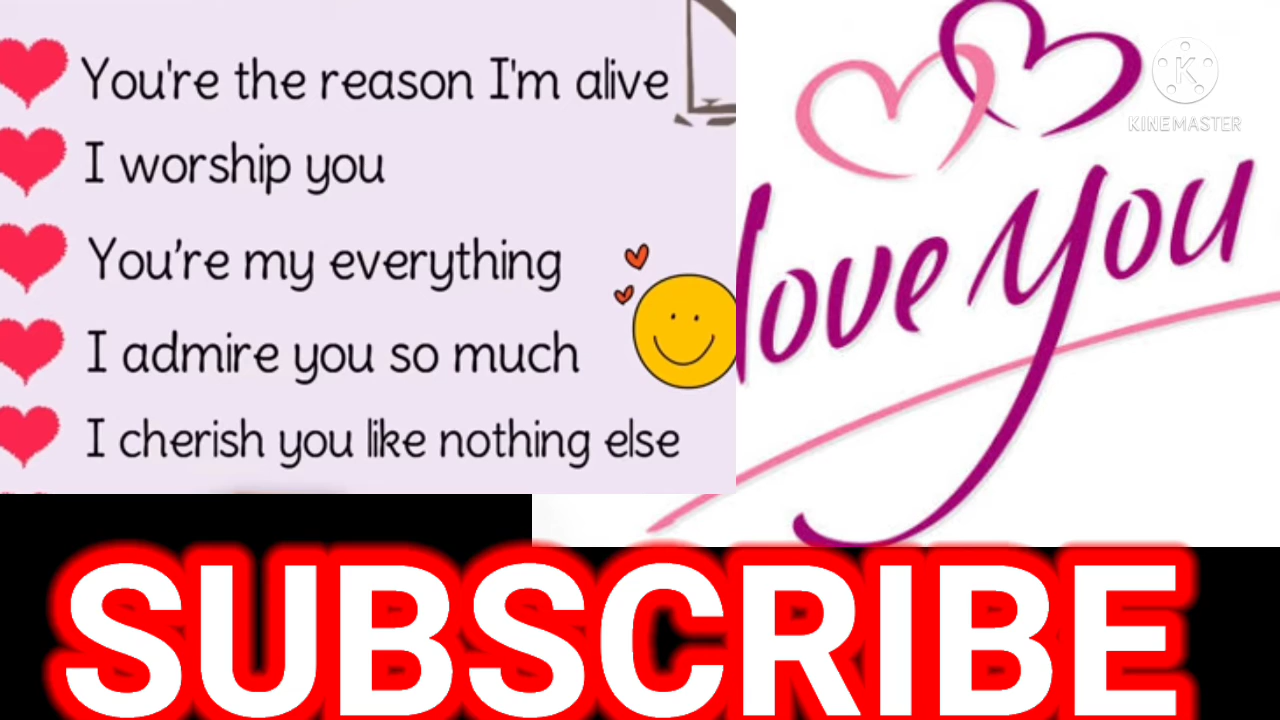 You're the reason I'm alive
I worship you
You're my everything
I admire you so much
I cherish you like nothing else
love you
K
KINEMASTER
SUBSCRIBE